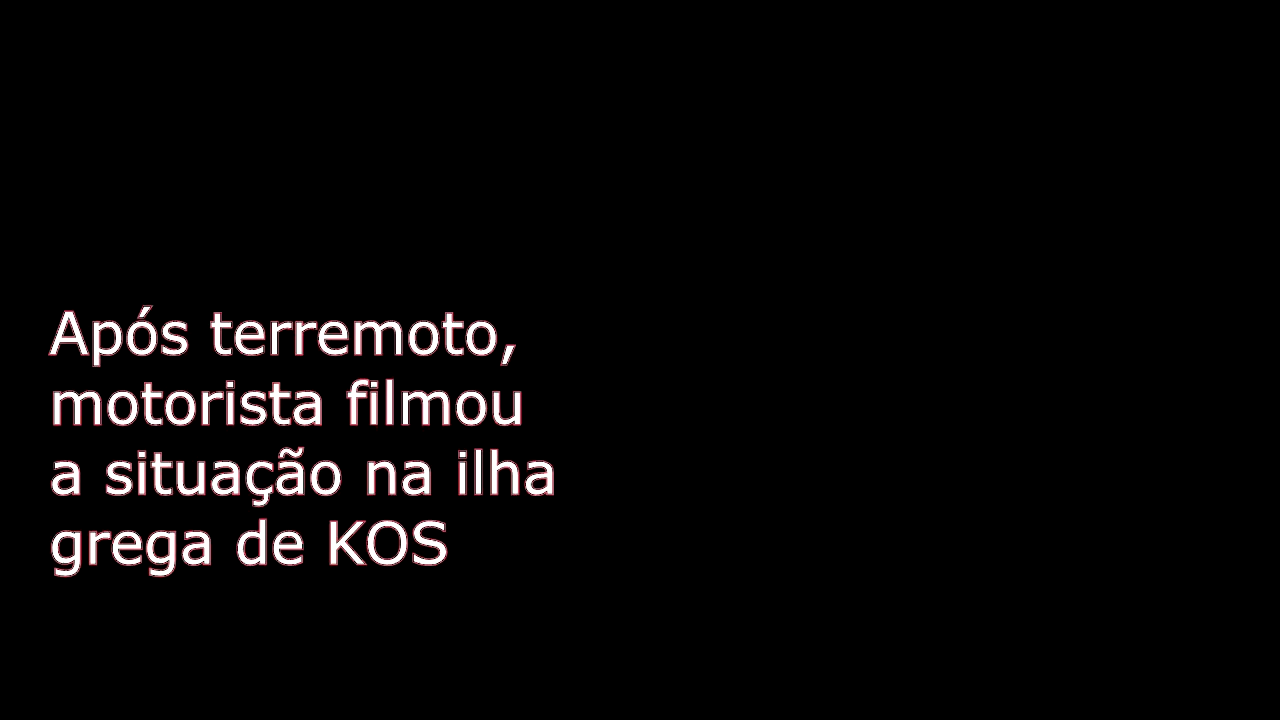 Após terremoto,
motorista filmou
a situação na ilha
grega de KOS